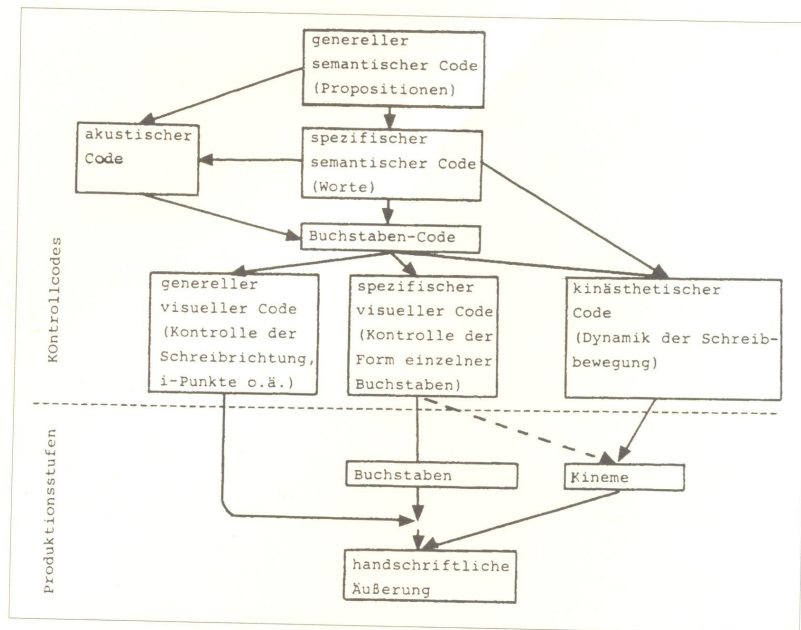 genereller
semantischer Code
(Propositionen)
akustischer
Code
spezifischer
semantischer Code
(Worte)
Buchstaben-Code
genereller
visueller Code
(Kontrolle der
Schreibrichtung,
i-Punkte o.ä.)
spezifischer
visueller Code
(Kontrolle der
Form einzelner
Buchstaben)
kinästhetischer
Code
(Dynamik der Schreib-
bewegung)
KOntrollcodes
Buchstaben
Kineme
handschriftliche
Äußerung
Produktionsstufen